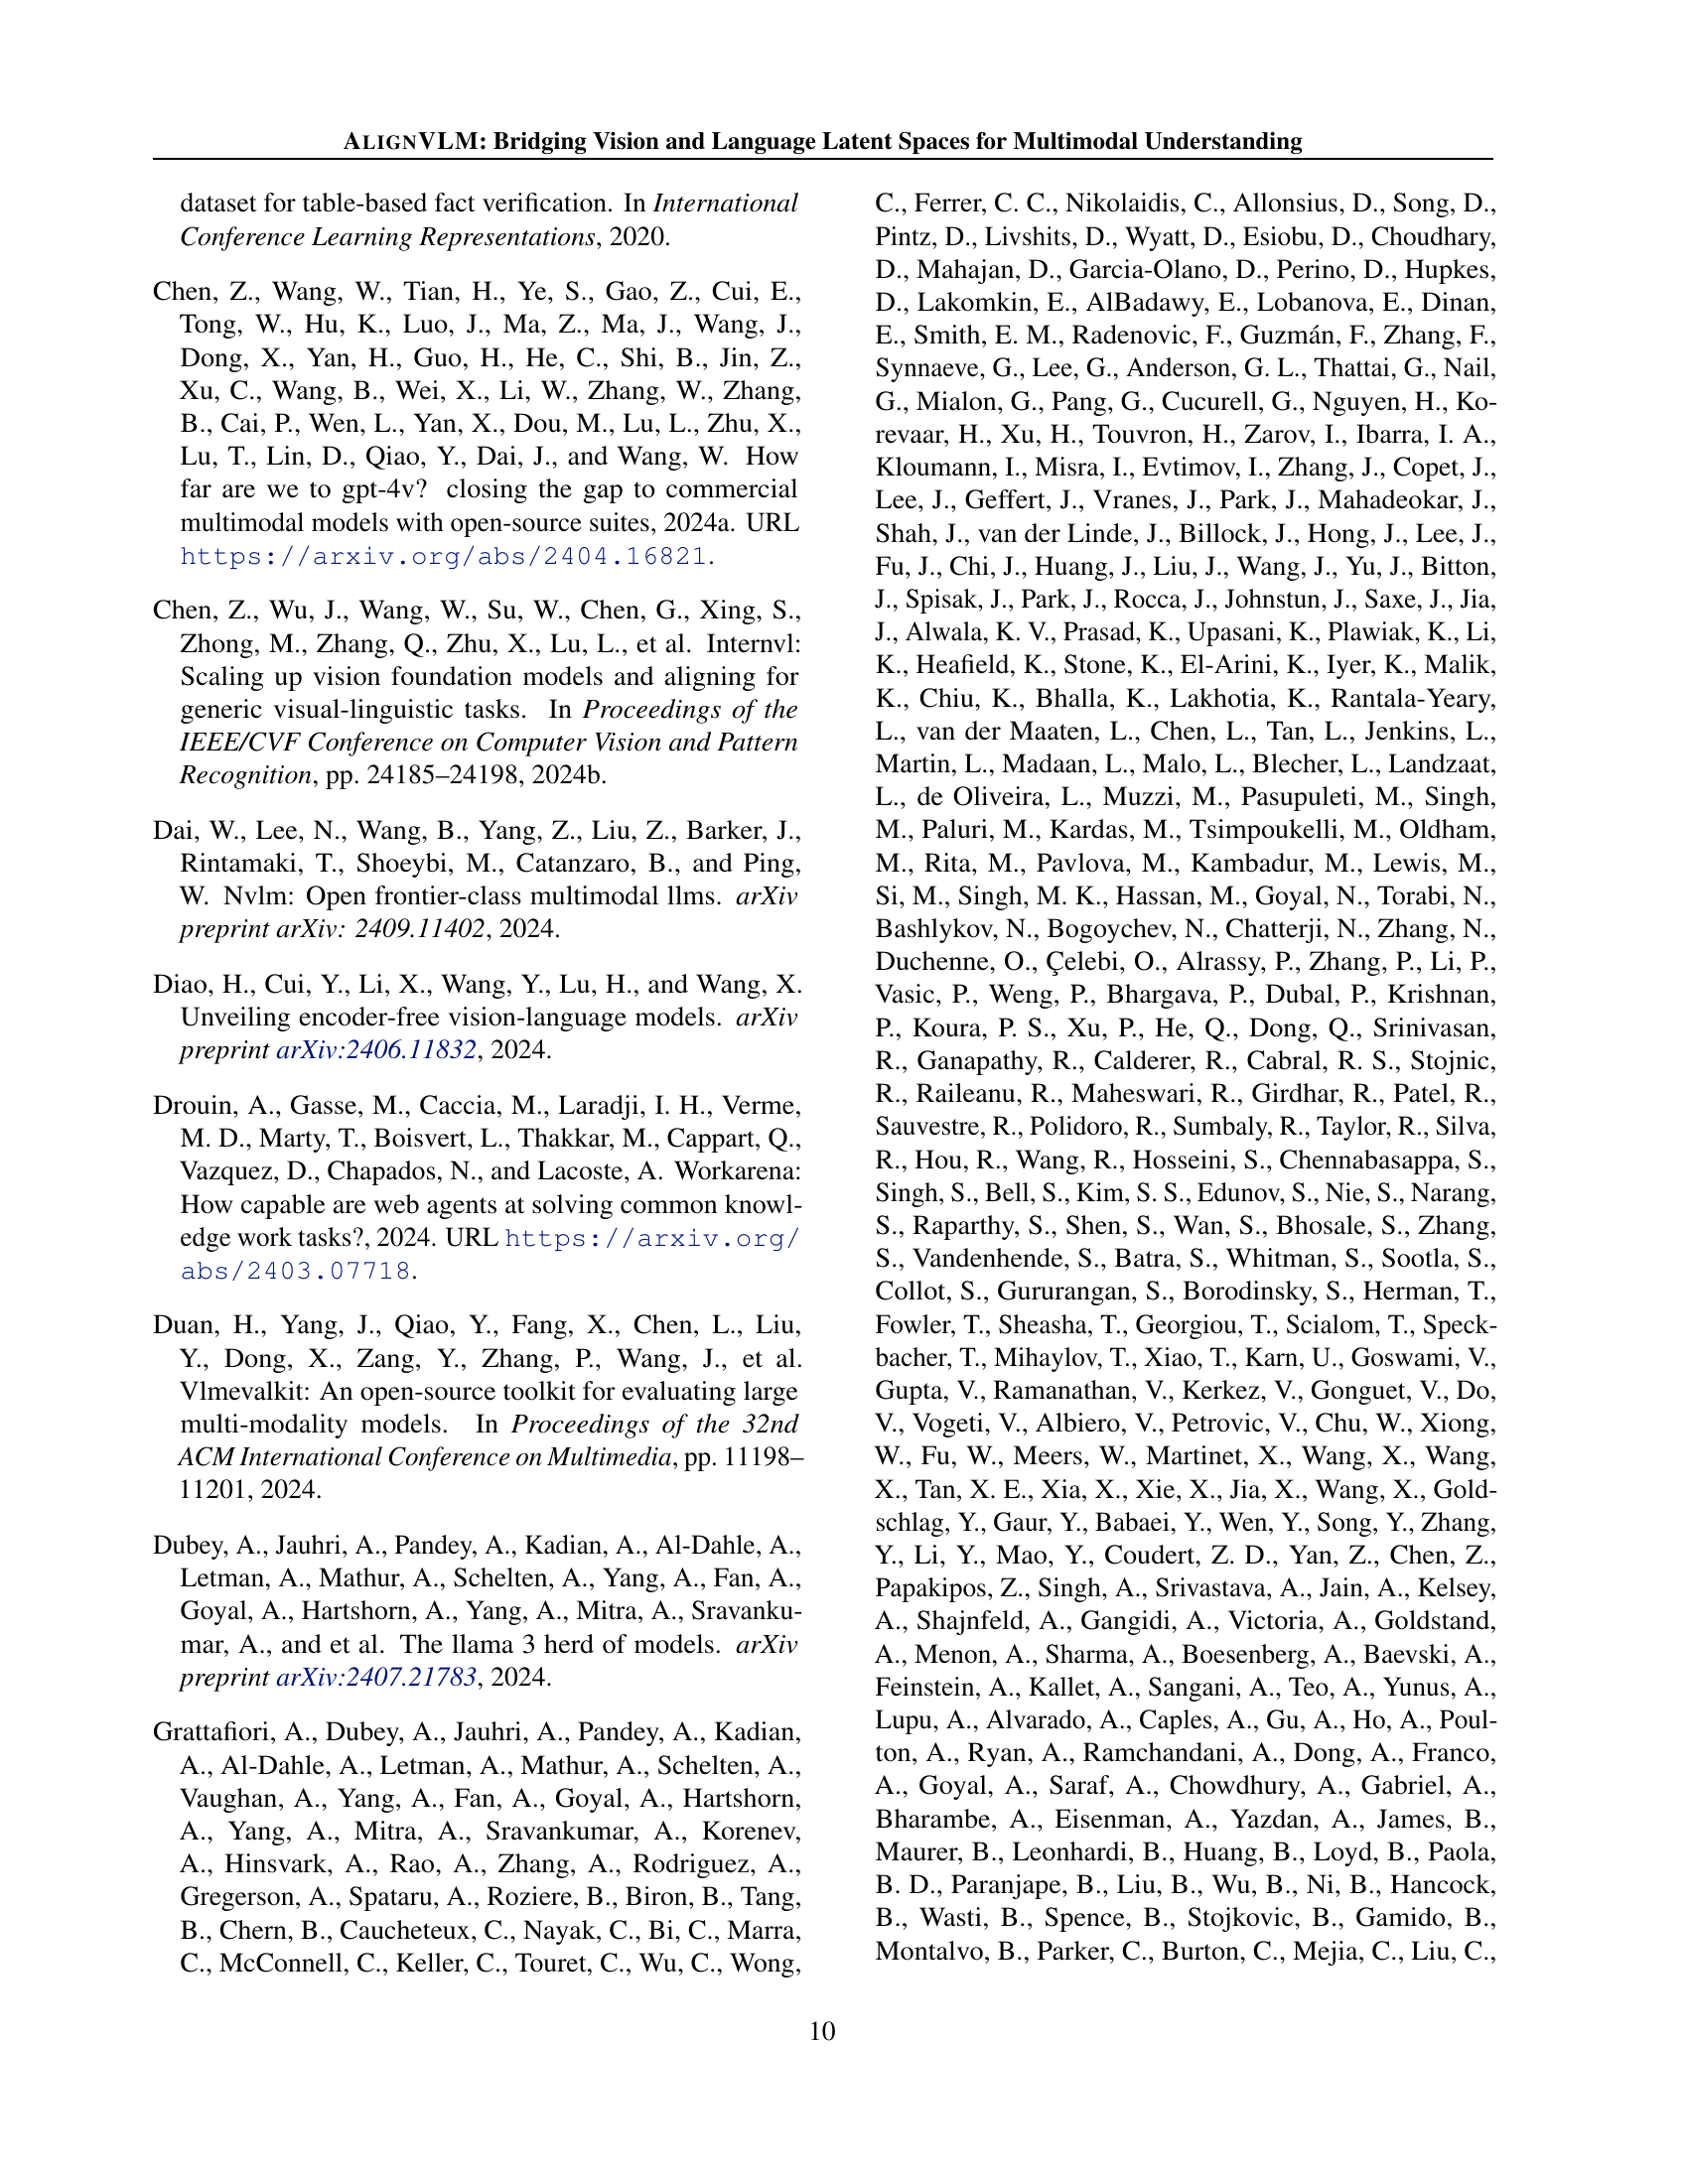 ALIGNVLM: Bridging Vision and Language Latent Spaces for Multimodal Understanding
dataset for table-based fact verification. In International
Conference Learning Representations, 2020.
Chen, Z., Wang, W., Tian, H., Ye, S., Gao, Z., Cui, E.,
Tong, W., Hu, K., Luo, J., Ma, Z., Ma, J., Wang, J.,
Dong, X., Yan, H., Guo, H., He, C., Shi, B., Jin, Z.,
Xu, C., Wang, B., Wei, X., Li, W., Zhang, W., Zhang,
B., Cai, P., Wen, L., Yan, X., Dou, M., Lu, L., Zhu, X.,
Lu, T., Lin, D., Qiao, Y., Dai, J., and Wang, W. How
far are we to gpt-4v? closing the gap to commercial
multimodal models with open-source suites, 2024a. URL
https://arxiv.org/abs/2404.16821.
Chen, Z., Wu, J., Wang, W., Su, W., Chen, G., Xing, S.,
Zhong, M., Zhang, Q., Zhu, X., Lu, L., et al. Internvl:
Scaling up vision foundation models and aligning for
generic visual-linguistic tasks. In Proceedings of the
IEEE/CVF Conference on Computer Vision and Pattern
Recognition, pp. 24185–24198, 2024b.
Dai, W., Lee, N., Wang, B., Yang, Z., Liu, Z., Barker, J.,
Rintamaki, T., Shoeybi, M., Catanzaro, B., and Ping,
W. Nvlm: Open frontier-class multimodal llms. arXiv
preprint arXiv: 2409.11402, 2024.
Diao, H., Cui, Y., Li, X., Wang, Y., Lu, H., and Wang, X.
Unveiling encoder-free vision-language models. arXiv
preprint arXiv:2406.11832, 2024.
Drouin, A., Gasse, M., Caccia, M., Laradji, I. H., Verme,
M. D., Marty, T., Boisvert, L., Thakkar, M., Cappart, Q.,
Vazquez, D., Chapados, N., and Lacoste, A. Workarena:
How capable are web agents at solving common knowl-
edge work tasks?, 2024. URL https://arxiv.org/
abs/2403.07718.
Duan, H., Yang, J., Qiao, Y., Fang, X., Chen, L., Liu,
Y., Dong, X., Zang, Y., Zhang, P., Wang, J., et al.
Vlmevalkit: An open-source toolkit for evaluating large
multi-modality models. In Proceedings of the 32nd
ACM International Conference on Multimedia, pp. 11198–
11201, 2024.
Dubey, A., Jauhri, A., Pandey, A., Kadian, A., Al-Dahle, A.,
Letman, A., Mathur, A., Schelten, A., Yang, A., Fan, A.,
Goyal, A., Hartshorn, A., Yang, A., Mitra, A., Sravanku-
mar, A., and et al. The llama 3 herd of models. arXiv
preprint arXiv:2407.21783, 2024.
Grattafiori, A., Dubey, A., Jauhri, A., Pandey, A., Kadian,
A., Al-Dahle, A., Letman, A., Mathur, A., Schelten, A.,
Vaughan, A., Yang, A., Fan, A., Goyal, A., Hartshorn,
A., Yang, A., Mitra, A., Sravankumar, A., Korenev,
A., Hinsvark, A., Rao, A., Zhang, A., Rodriguez, A.,
Gregerson, A., Spataru, A., Roziere, B., Biron, B., Tang,
B., Chern, B., Caucheteux, C., Nayak, C., Bi, C., Marra,
C., McConnell, C., Keller, C., Touret, C., Wu, C., Wong,
C., Ferrer, C. C., Nikolaidis, C., Allonsius, D., Song, D.,
Pintz, D., Livshits, D., Wyatt, D., Esiobu, D., Choudhary,
D., Mahajan, D., Garcia-Olano, D., Perino, D., Hupkes,
D., Lakomkin, E., AlBadawy, E., Lobanova, E., Dinan,
E., Smith, E. M., Radenovic, F., Guzmán, F., Zhang, F.,
Synnaeve, G., Lee, G., Anderson, G. L., Thattai, G., Nail,
G., Mialon, G., Pang, G., Cucurell, G., Nguyen, H., Ko-
revaar, H., Xu, H., Touvron, H., Zarov, I., Ibarra, I. A.,
Kloumann, I., Misra, I., Evtimov, I., Zhang, J., Copet, J.,
Lee, J., Geffert, J., Vranes, J., Park, J., Mahadeokar, J.,
Shah, J., van der Linde, J., Billock, J., Hong, J., Lee, J.,
Fu, J., Chi, J., Huang, J., Liu, J., Wang, J., Yu, J., Bitton,
J., Spisak, J., Park, J., Rocca, J., Johnstun, J., Saxe, J., Jia,
J., Alwala, K. V., Prasad, K., Upasani, K., Plawiak, K., Li,
K., Heafield, K., Stone, K., El-Arini, K., Iyer, K., Malik,
K., Chiu, K., Bhalla, K., Lakhotia, K., Rantala-Yeary,
L., van der Maaten, L., Chen, L., Tan, L., Jenkins, L.,
Martin, L., Madaan, L., Malo, L., Blecher, L., Landzaat,
L., de Oliveira, L., Muzzi, M., Pasupuleti, M., Singh,
M., Paluri, M., Kardas, M., Tsimpoukelli, M., Oldham,
M., Rita, M., Pavlova, M., Kambadur, M., Lewis, M.,
Si, M., Singh, M. K., Hassan, M., Goyal, N., Torabi, N.,
Bashlykov, N., Bogoychev, N., Chatterji, N., Zhang, N.,
Duchenne, O., Çelebi, O., Alrassy, P., Zhang, P., Li, P.,
Vasic, P., Weng, P., Bhargava, P., Dubal, P., Krishnan,
P., Koura, P. S., Xu, P., He, Q., Dong, Q., Srinivasan,
R., Ganapathy, R., Calderer, R., Cabral, R. S., Stojnic,
R., Raileanu, R., Maheswari, R., Girdhar, R., Patel, R.,
Sauvestre, R., Polidoro, R., Sumbaly, R., Taylor, R., Silva,
R., Hou, R., Wang, R., Hosseini, S., Chennabasappa, S.,
Singh, S., Bell, S., Kim, S. S., Edunov, S., Nie, S., Narang,
S., Raparthy, S., Shen, S., Wan, S., Bhosale, S., Zhang,
S., Vandenhende, S., Batra, S., Whitman, S., Sootla, S.,
Collot, S., Gururangan, S., Borodinsky, S., Herman, T.,
Fowler, T., Sheasha, T., Georgiou, T., Scialom, T., Speck-
bacher, T., Mihaylov, T., Xiao, T., Karn, U., Goswami, V.,
Gupta, V., Ramanathan, V., Kerkez, V., Gonguet, V., Do,
V., Vogeti, V., Albiero, V., Petrovic, V., Chu, W., Xiong,
W., Fu, W., Meers, W., Martinet, X., Wang, X., Wang,
X., Tan, X. E., Xia, X., Xie, X., Jia, X., Wang, X., Gold-
schlag, Y., Gaur, Y., Babaei, Y., Wen, Y., Song, Y., Zhang,
Y., Li, Y., Mao, Y., Coudert, Z. D., Yan, Z., Chen, Z.,
Papakipos, Z., Singh, A., Srivastava, A., Jain, A., Kelsey,
A., Shajnfeld, A., Gangidi, A., Victoria, A., Goldstand,
A., Menon, A., Sharma, A., Boesenberg, A., Baevski, A.,
Feinstein, A., Kallet, A., Sangani, A., Teo, A., Yunus, A.,
Lupu, A., Alvarado, A., Caples, A., Gu, A., Ho, A., Poul-
ton, A., Ryan, A., Ramchandani, A., Dong, A., Franco,
A., Goyal, A., Saraf, A., Chowdhury, A., Gabriel, A.,
Bharambe, A., Eisenman, A., Yazdan, A., James, B.,
Maurer, B., Leonhardi, B., Huang, B., Loyd, B., Paola,
B. D., Paranjape, B., Liu, B., Wu, B., Ni, B., Hancock,
B., Wasti, B., Spence, B., Stojkovic, B., Gamido, B.,
Montalvo, B., Parker, C., Burton, C., Mejia, C., Liu, C.,
10